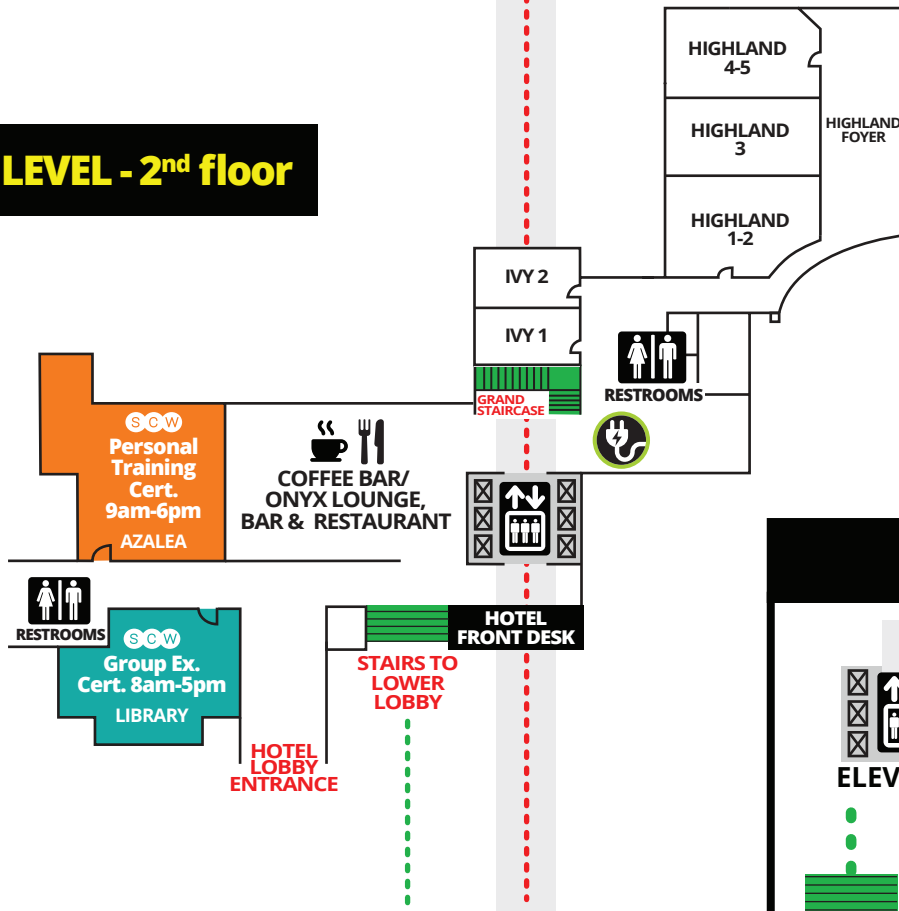 HIGHLAND
4-5
HIGHLAND
3
HIGHLAND
FOYER
LEVEL - 2nd floor
HIGHLAND
1-2
IVY 2
IVY 1
GRAND
STAIRCASE
RESTROOMS
SCW
Personal
Training
Cert.
9am-6pm
AZALEA
COFFEE BAR/
ONYX LOUNGE,
BAR & RESTAURANT
RESTROOMS
SCW
Group Ex.
Cert. 8am-5pm
LIBRARY
HOTEL
FRONT DESK
STAIRS TO
LOWER
LOBBY
HOTEL
LOBBY
ENTRANCE
ELEV